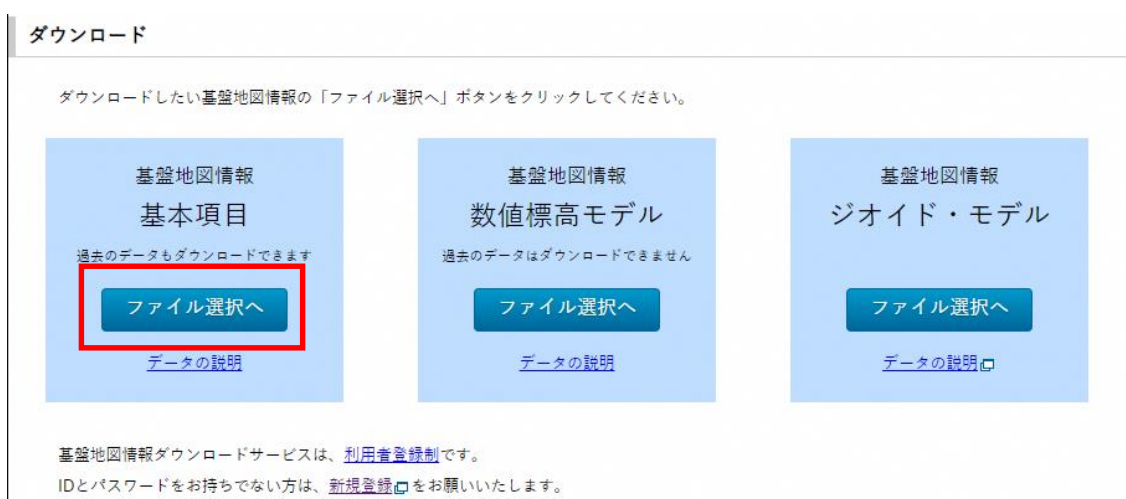 ダウンロード
ダウンロードしたい基盤地図情報の「ファイル選択へ」ボタンをクリックしてください。
基盤地図情報
基本項目
過去のデータもダウンロードできます
ファイル選択へ
データの説明
基盤地図情報
数値標高モデル
過去のデータはダウンロードできません
ファイル選択へ
データの説明
基盤地図情報
ジオイド・モデル
ファイル選択へ
データの説明
基盤地図情報ダウンロードサービスは、利用者登録制です。
IDとパスワードをお持ちでない方は、新規登録をお願いいたします。